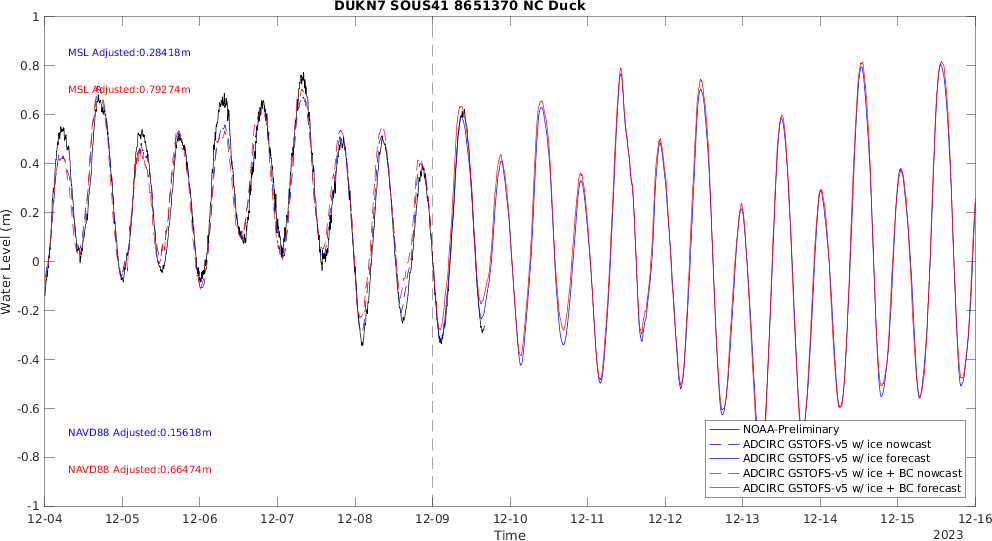 DUKN7 SOUS41 8651370 NC Duck
1
0.8
0.6
0.4
0.2
0
-0.2
-0.4
-0.6
-0.8
-1
Water Level (m)
MSL Adjusted:0.28418m
MSL Adjusted:0.79274m
NAVD88 Adjusted:0.15618m
NAVD88 Adjusted:0.66474m
NOAA-Preliminary
ADCIRC GSTOFS-v5 w/ ice nowcast
ADCIRC GSTOFS-v5 w/ ice forecast
ADCIRC GSTOFS-v5 w/ ice + BC nowcast
ADCIRC GSTOFS-v5 w/ ice + BC forecast
12-04 12-05 12-06 12-07 12-08 12-09 12-10 12-11 12-12 12-13 12-14 12-15 12-16
Time
2023